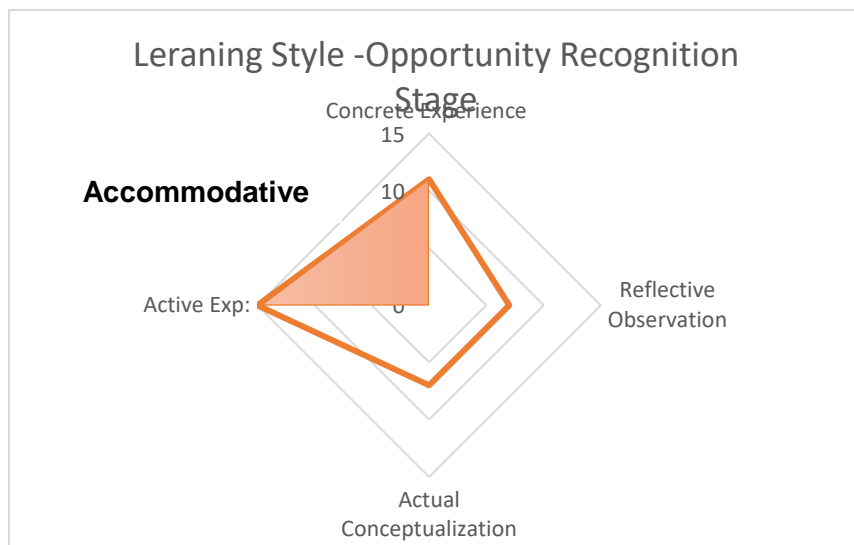 Leraning Style -Opportunity Recognition
Stage
Concrete Experience
15
10
Accommodative
Active Exp:
0
Reflective
Observation
Actual
Conceptualization